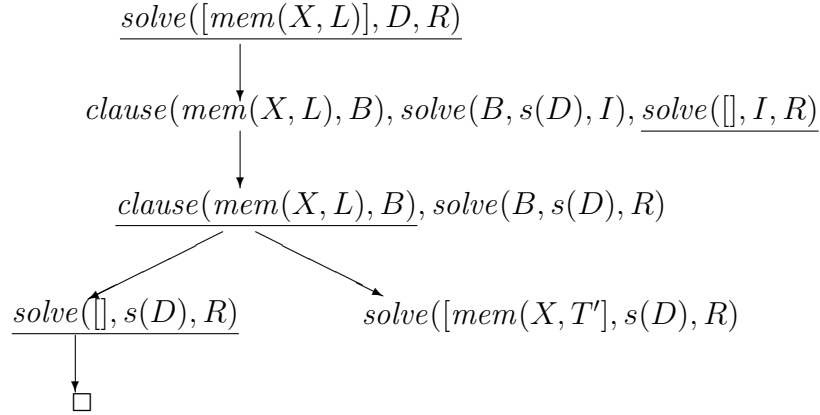 solve([mem(X, L)], D, R)
clause(mem(X, L), B), solve(B, s(D), I), solve([], I, R)
clause(mem(X, L), B), solve(B, s(D), R)
solve([], s(D), R) solve([mem(X, T′], s(D), R)